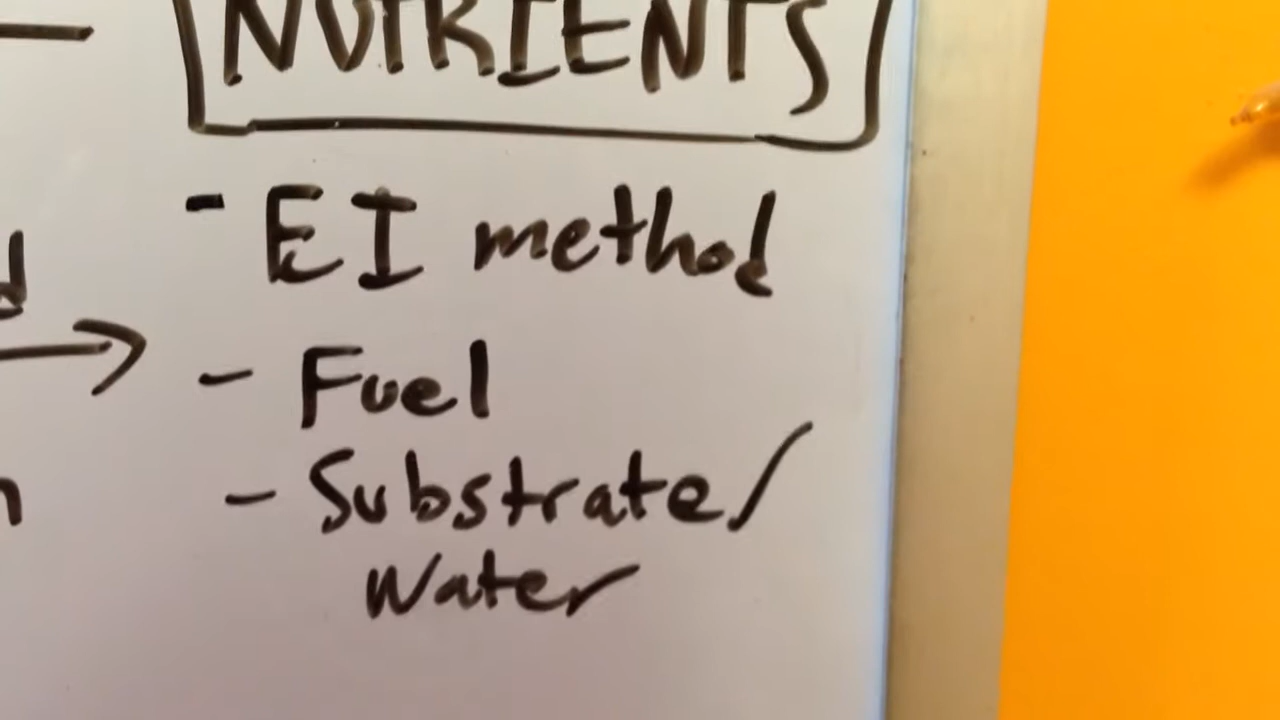 NUTRIENTS
- EI method
- Fuel
- Substrate/
Water